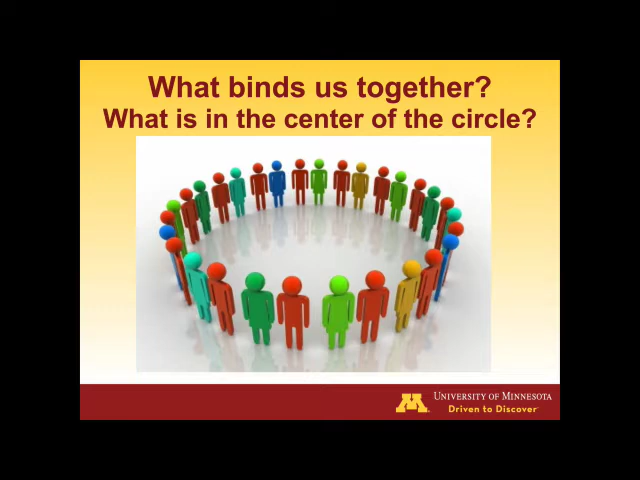 What binds us together?
What is in the center of the circle?
M
UNIVERSITY OF MINNESOTA
Driven to Discover